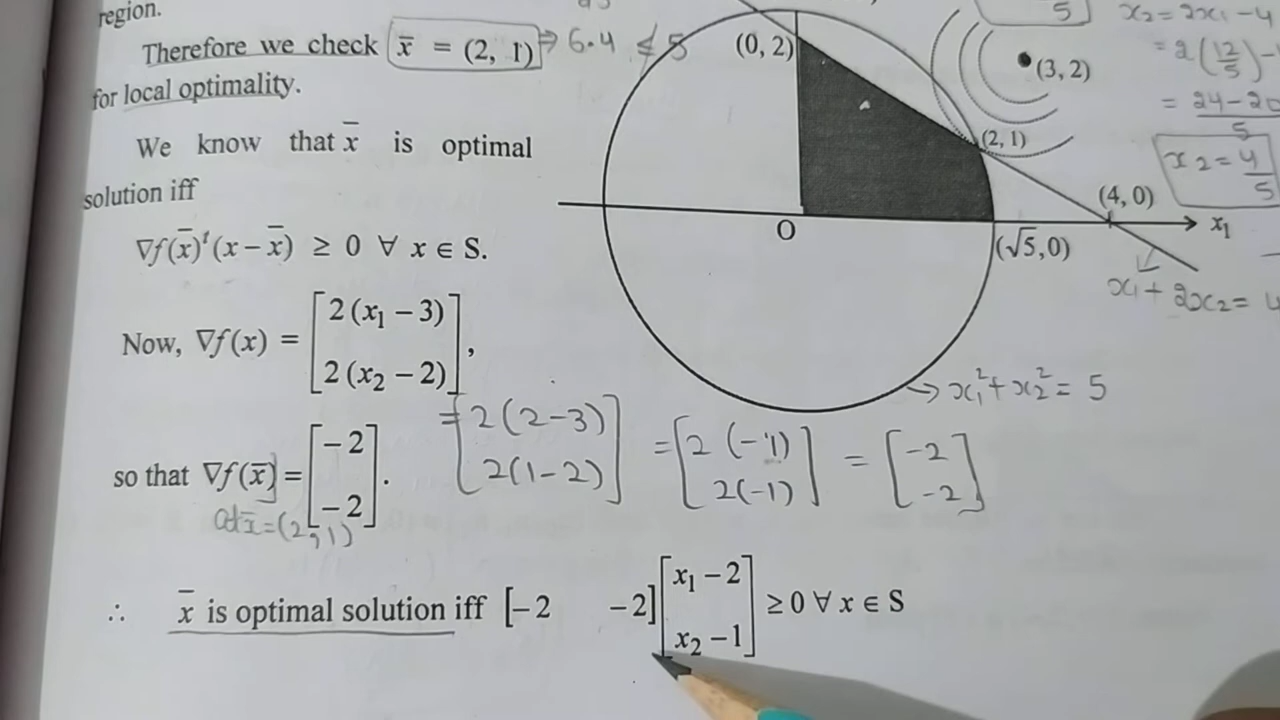 region.
Therefore we check x̄ = (2, 1) ⇒ 6.4 ≰ 5
for local optimality.
We know that x̄ is optimal
solution iff
∇f(x̄)ᵗ(x – x̄) ≥ 0 ∀ x ∈ S.
Now, ∇f(x) = [2(x₁ – 3)
2(x₂ – 2)],
= [2(2–3)
2(1–2)] = [2(–1)
2(–1)] = [–2
–2]
so that ∇f(x̄) = [–2
–2].
at x̄ = (2, 1)
∴ x̄ is optimal solution iff [–2 –2] [x₁ – 2
x₂ – 1] ≥ 0 ∀ x ∈ S
(0, 2)
(3, 2)
(2, 1)
(4, 0)
O
(√5, 0)
x₁
x₁ + 2x₂ = 4
→ x₁² + x₂² = 5
5
x₂ = 2x₁ – 4
= 2(12/5) –
= 24 – 20
5
x₂ = 4/5